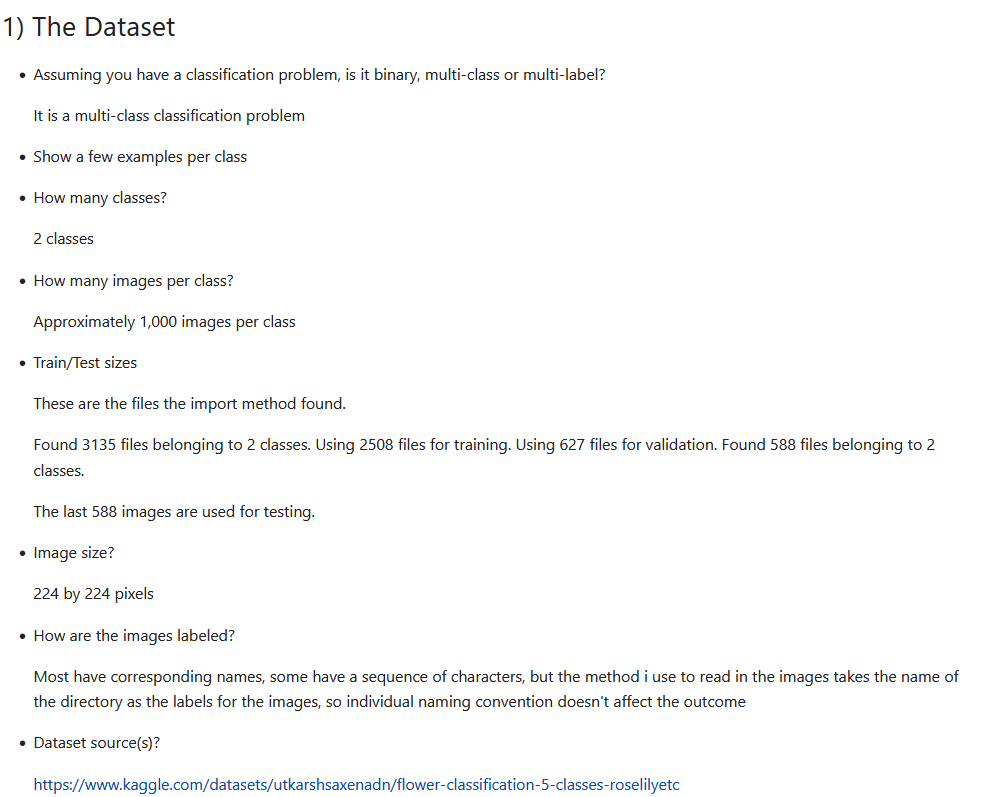 1) The Dataset
• Assuming you have a classification problem, is it binary, multi-class or multi-label?
It is a multi-class classification problem
• Show a few examples per class
• How many classes?
2 classes
• How many images per class?
Approximately 1,000 images per class
• Train/Test sizes
These are the files the import method found.
Found 3135 files belonging to 2 classes. Using 2508 files for training. Using 627 files for validation. Found 588 files belonging to 2
classes.
The last 588 images are used for testing.
• Image size?
224 by 224 pixels
• How are the images labeled?
Most have corresponding names, some have a sequence of characters, but the method i use to read in the images takes the name of
the directory as the labels for the images, so individual naming convention doesn't affect the outcome
• Dataset source(s)?
https://www.kaggle.com/datasets/utkarshsaxenadn/flower-classification-5-classes-roselilyetc